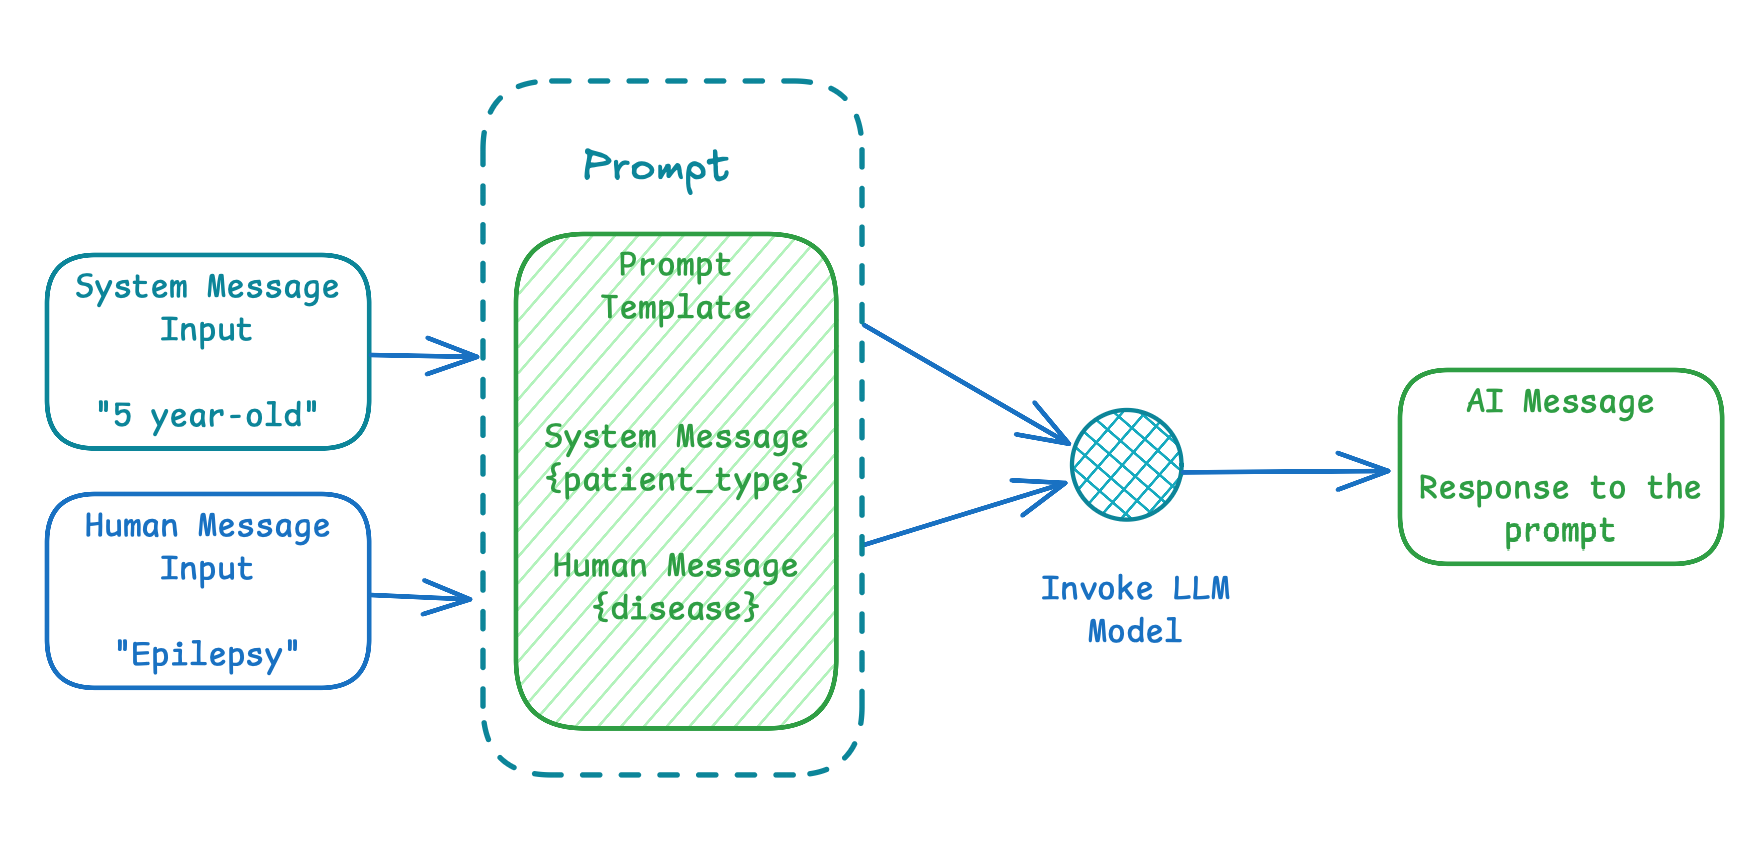 System Message
Input
"5 year-old"
Human Message
Input
"Epilepsy"
Prompt
Prompt
Template
System Message
{patient_type}
Human Message
{disease}
Invoke LLM
Model
AI Message
Response to the
prompt